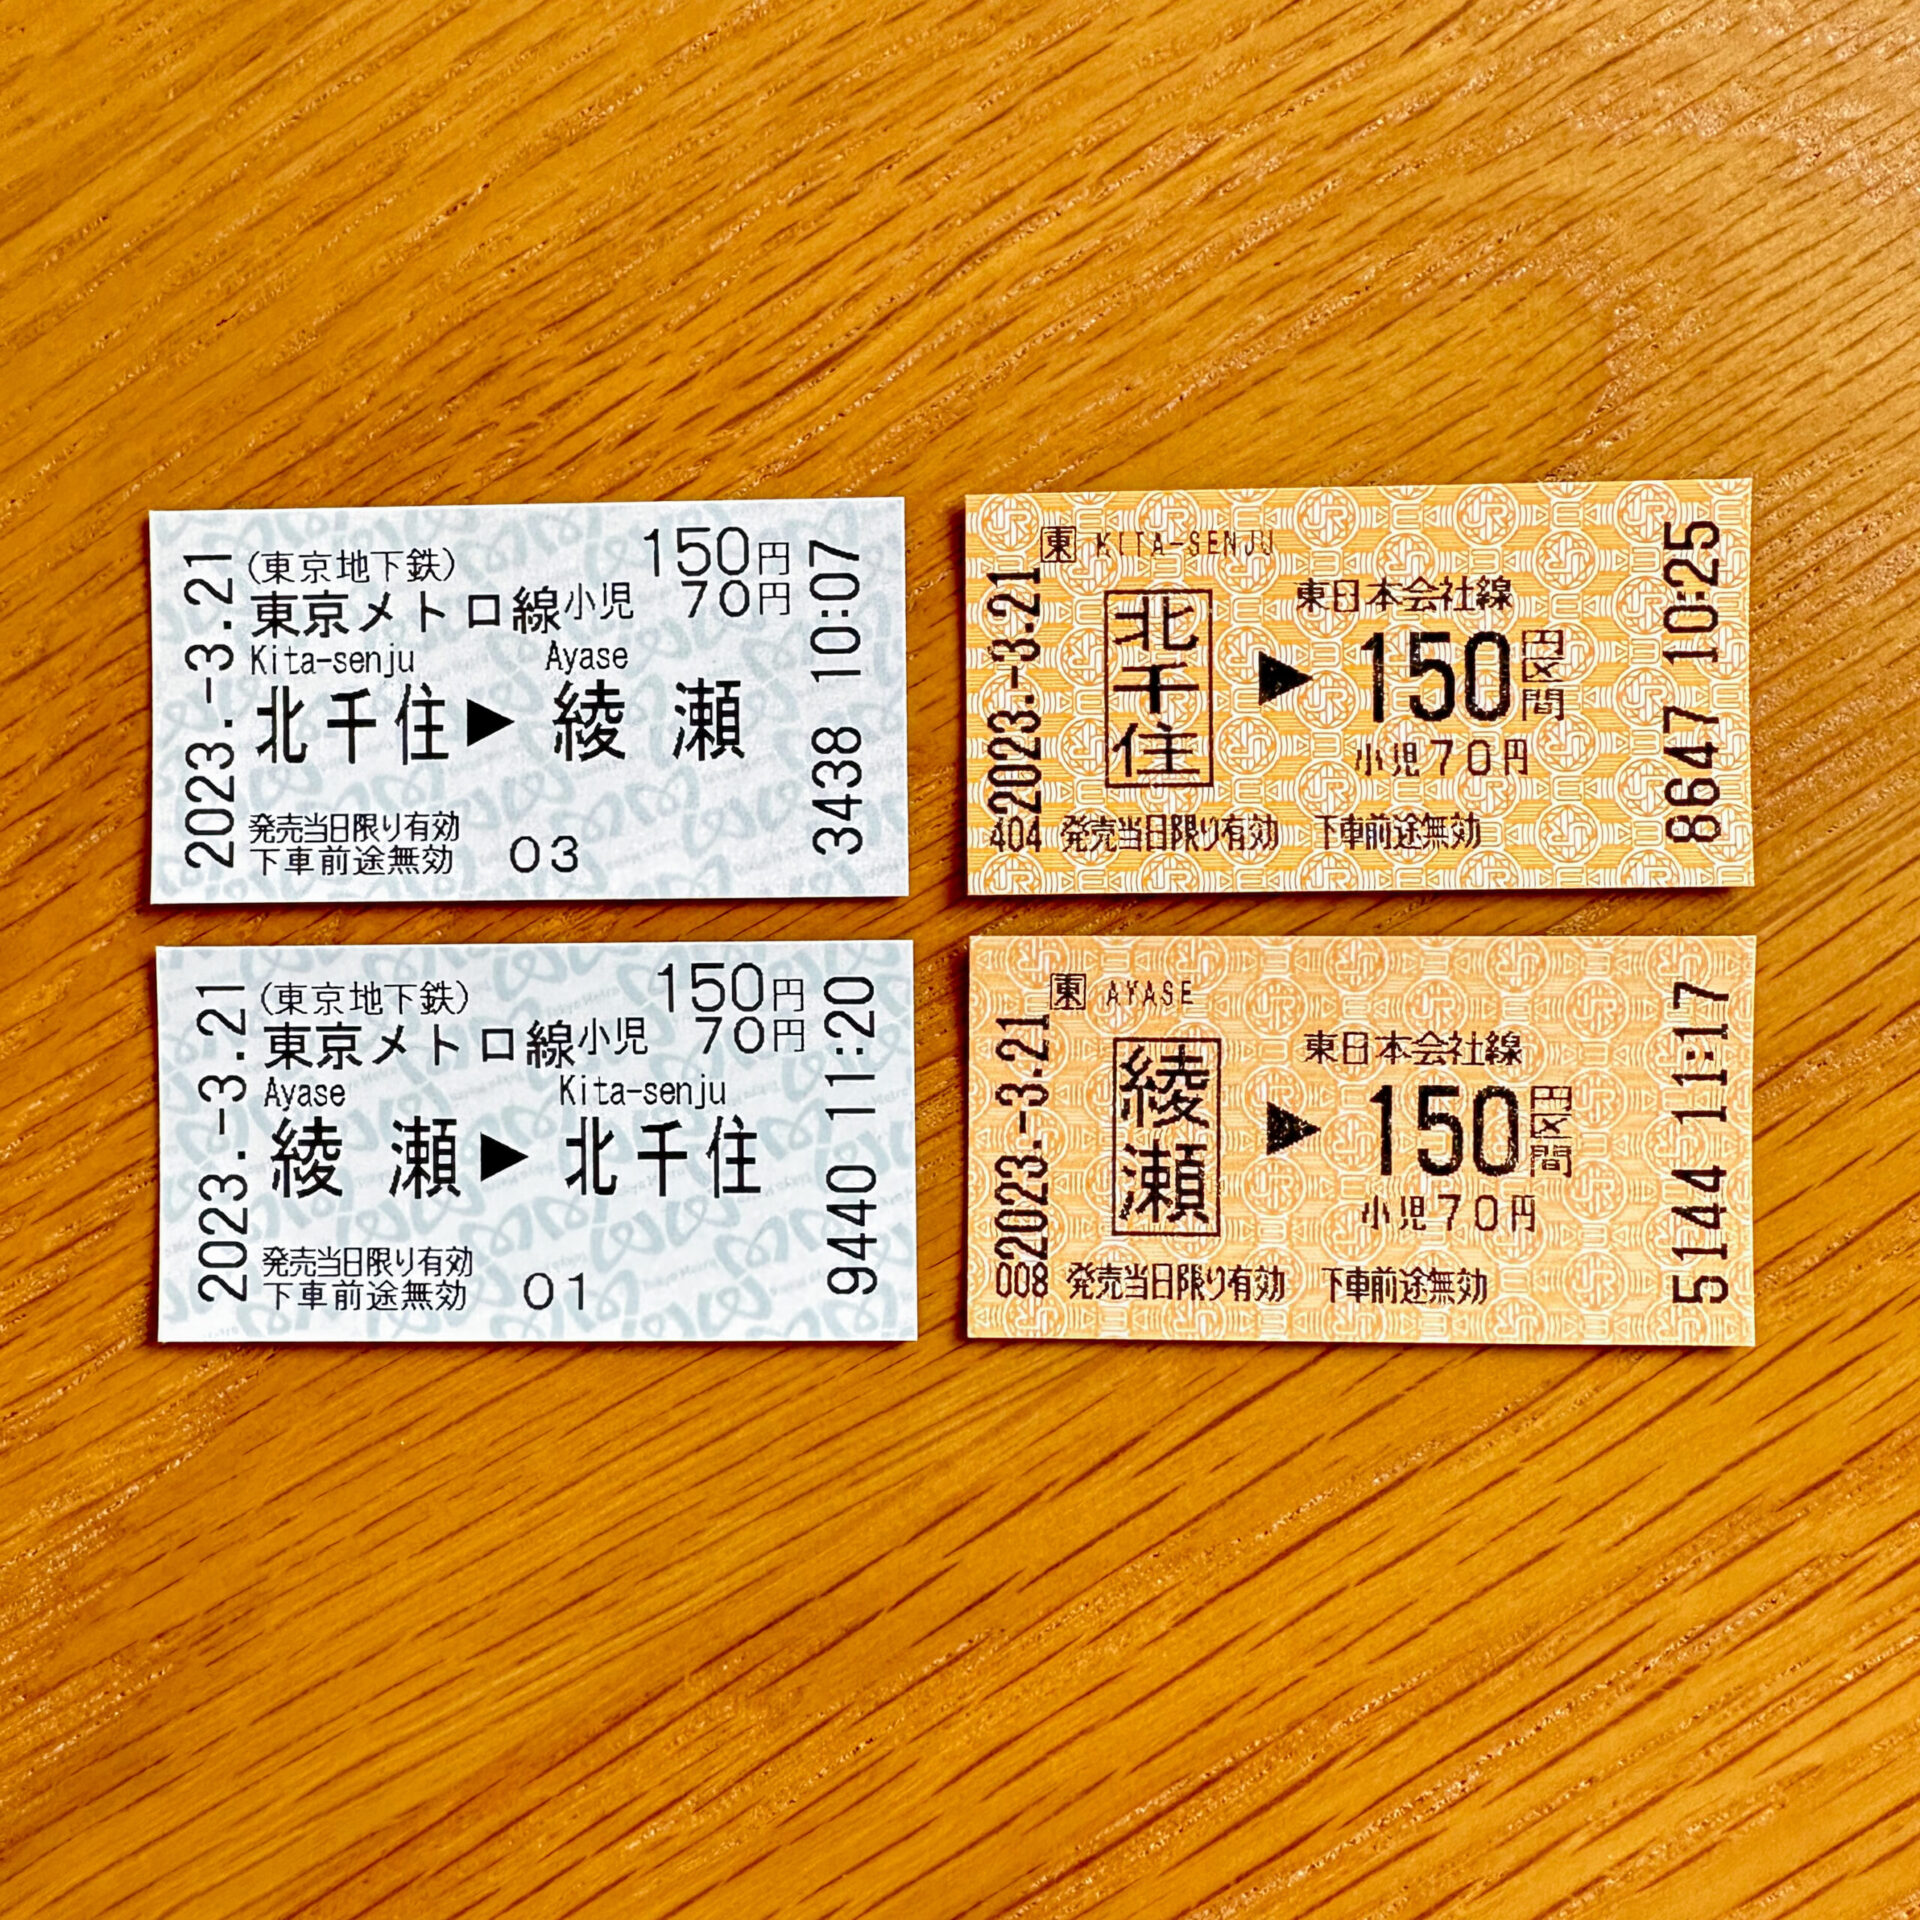 2023.-3.21
(東京地下鉄) 150円
東京メトロ線 小児 70円
Kita-senju Ayase
北千住▶綾瀬
発売当日限り有効
下車前途無効 03
3438 10:07
2023.-3.21
東 KITA-SENJU
北千住
▶
東日本会社線
150円区間
小児70円
404 発売当日限り有効 下車前途無効
8647 10:25
2023.-3.21
(東京地下鉄) 150円
東京メトロ線 小児 70円
Ayase Kita-senju
綾瀬▶北千住
発売当日限り有効
下車前途無効 01
9440 11:20
2023.-3.21
東 AYASE
綾瀬
▶
東日本会社線
150円区間
小児70円
008 発売当日限り有効 下車前途無効
5144 11:17